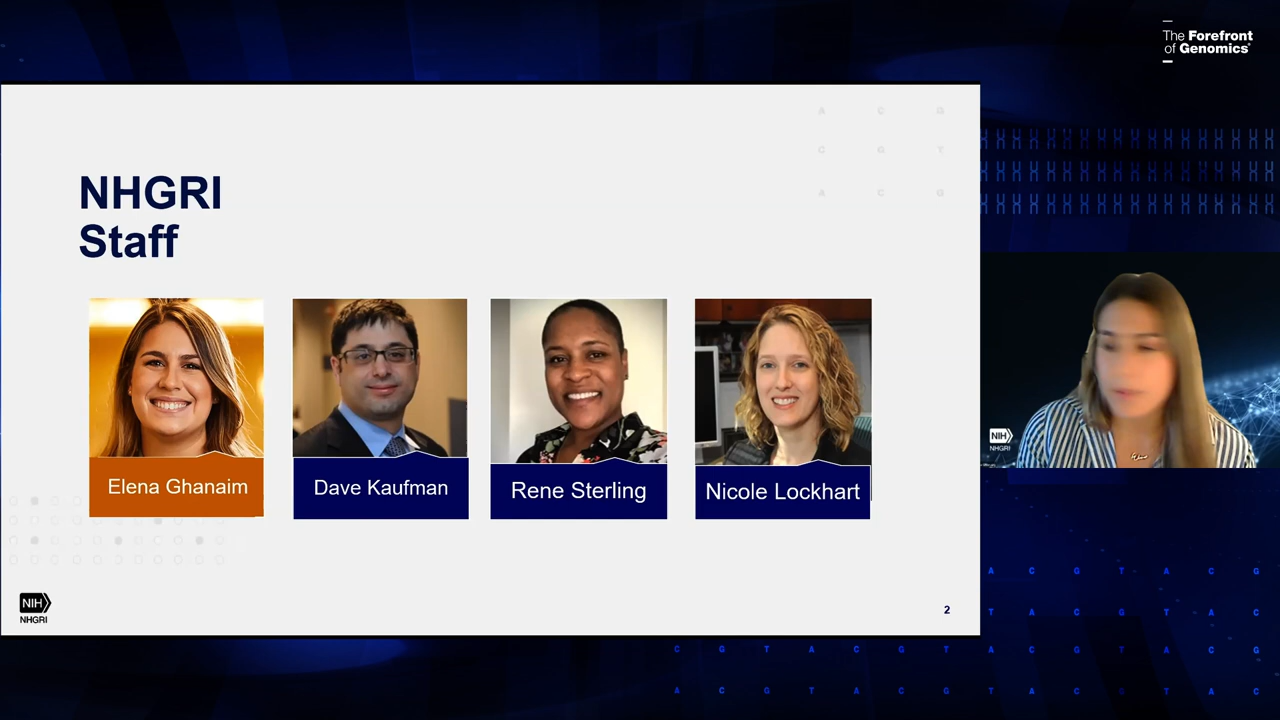 The Forefront
of Genomics®
A C G
C G T
A C G
NHGRI
Staff
Elena Ghanaim
Dave Kaufman
Rene Sterling
Nicole Lockhart
NIH
NHGRI
2
NIH
NHGRI
A C G T A C G
T A C G T A C
C G T A C G T A C G T A C G
A C G T A C G T A C G T A C